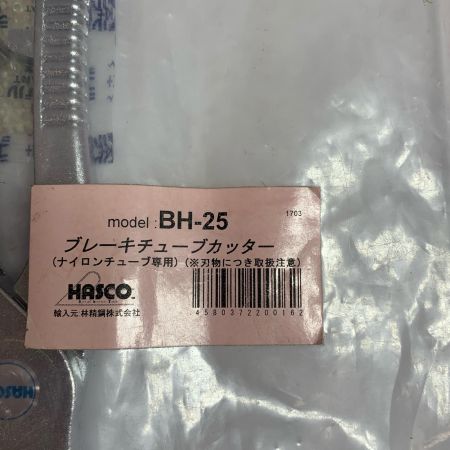 model : BH-25
1703
ブレーキチューブカッター
(ナイロンチューブ専用)(※刃物につき取扱注意)
HASCO
輸入元 林精鋼株式会社
4580372200162
HASCO